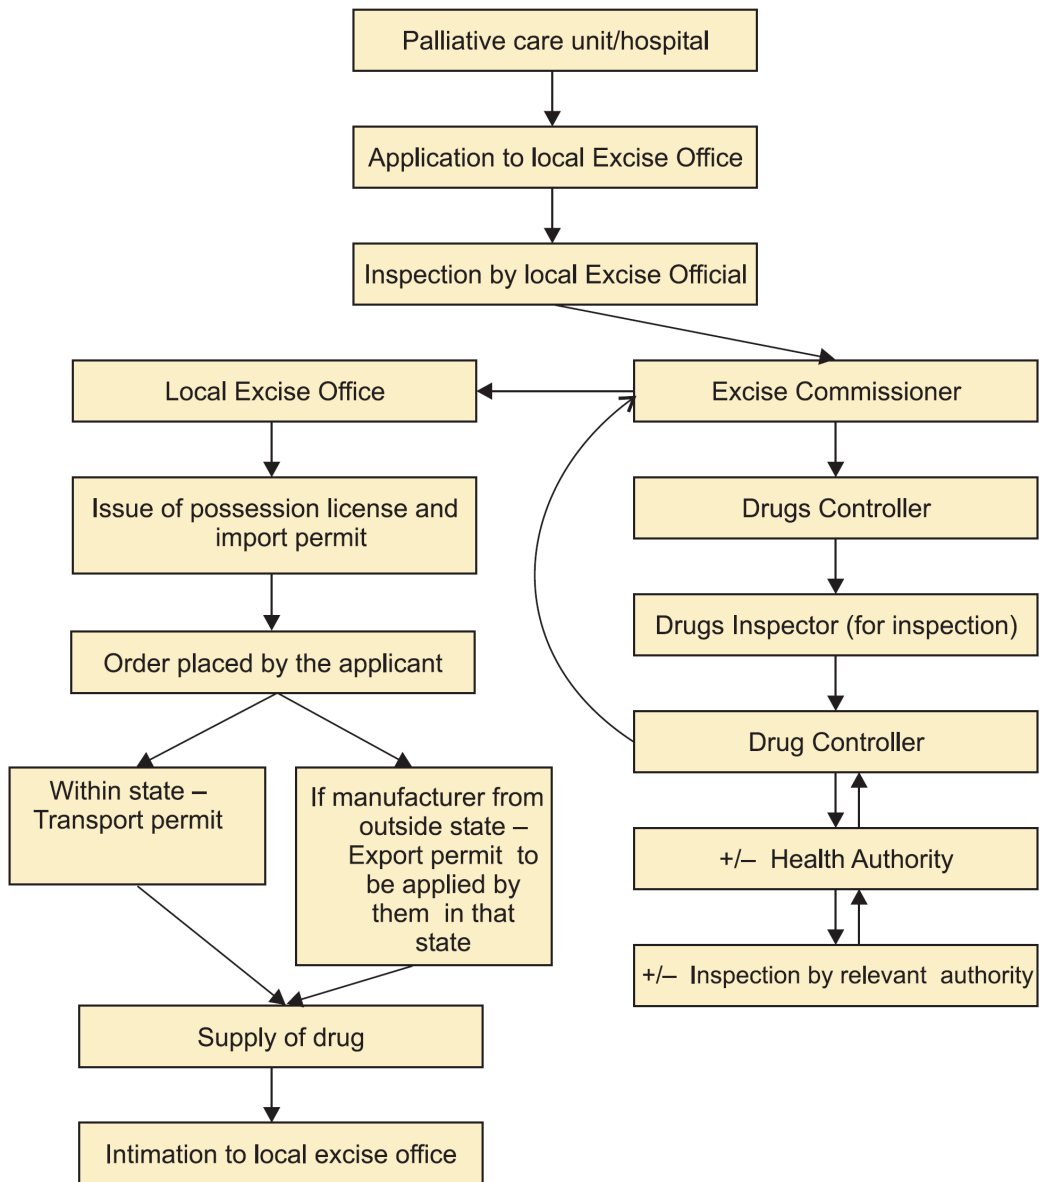 Palliative care unit/hospital
Application to local Excise Office
Inspection by local Excise Official
Local Excise Office
Excise Commissioner
Issue of possession license and
import permit
Drugs Controller
Order placed by the applicant
Drugs Inspector (for inspection)
Drug Controller
Within state –
Transport permit
If manufacturer from
outside state –
Export permit to
be applied by
them in that
state
+/– Health Authority
+/– Inspection by relevant authority
Supply of drug
Intimation to local excise office